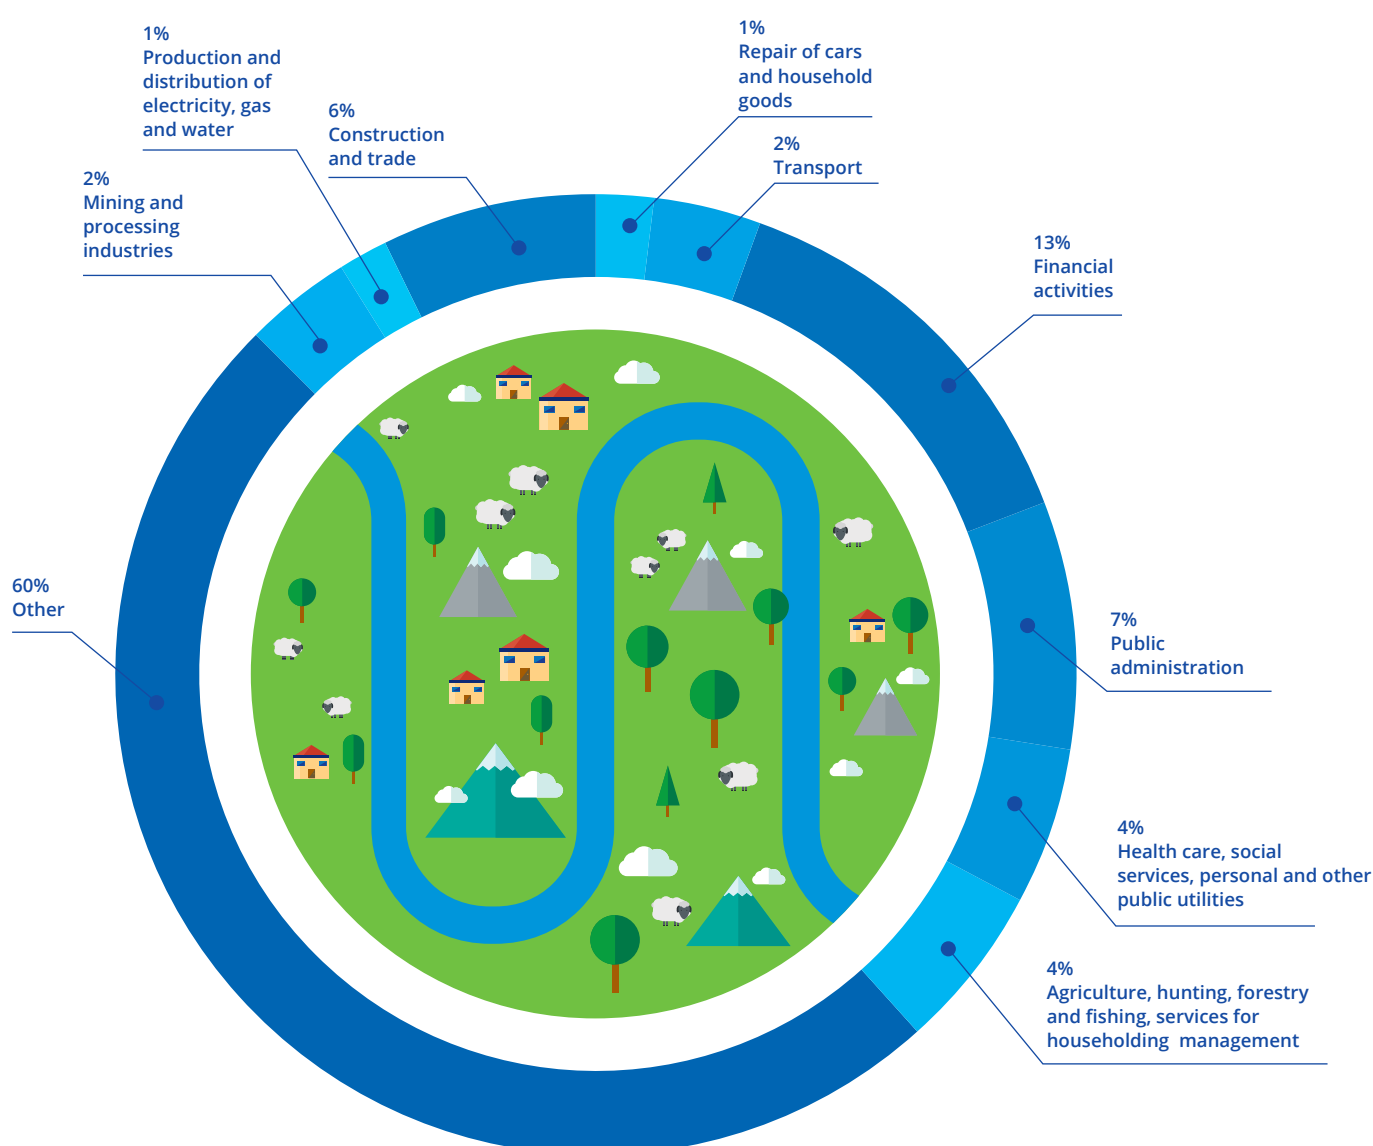 1%
Production and
distribution of
electricity, gas
and water
6%
Construction
and trade
2%
Mining and
processing
industries
1%
Repair of cars
and household
goods
2%
Transport
13%
Financial
activities
60%
Other
7%
Public
administration
4%
Health care, social
services, personal and other
public utilities
4%
Agriculture, hunting, forestry
and fishing, services for
householding management